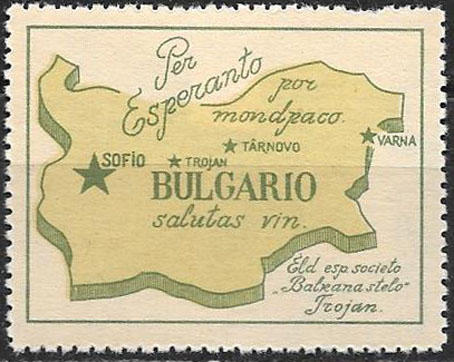 Per
Esperanto
por
mondpaco.
SOFIO
TROJAN
TÂRNOVO
VARNA
BULGARIO
salutas vin.
Eld esp societo
„Balkana stelo"
Trojan.